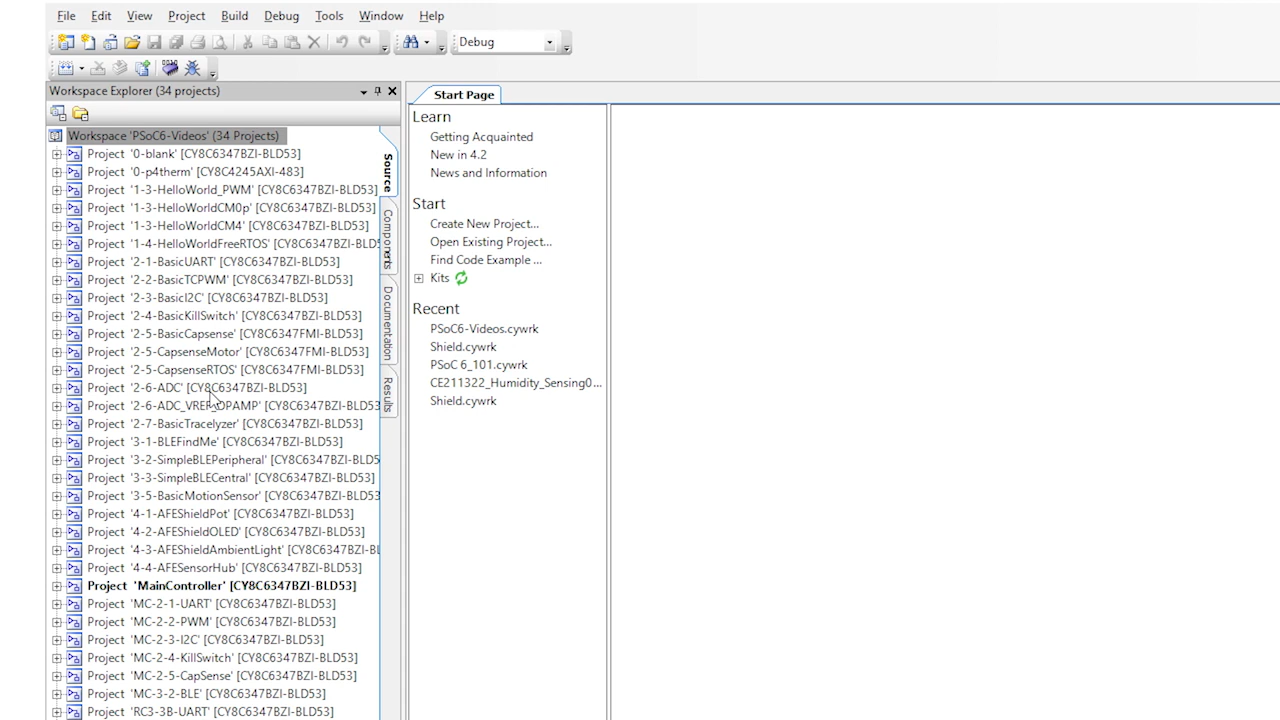 File Edit View Project Build Debug Tools Window Help
Debug
Workspace Explorer (34 projects)
Start Page
Workspace 'PSoC6-Videos' (34 Projects)
Project '0-blank' [CY8C6347BZI-BLD53]
Project '0-p4therm' [CY8C4245AXI-483]
Project '1-3-HelloWorld_PWM' [CY8C6347BZI-BLD53]
Project '1-3-HelloWorldCM0p' [CY8C6347BZI-BLD53]
Project '1-3-HelloWorldCM4' [CY8C6347BZI-BLD53]
Project '1-4-HelloWorldFreeRTOS' [CY8C6347BZI-BLD5
Project '2-1-BasicUART' [CY8C6347BZI-BLD53]
Project '2-2-BasicTCPWM' [CY8C6347BZI-BLD53]
Project '2-3-BasicI2C' [CY8C6347BZI-BLD53]
Project '2-4-BasicKillSwitch' [CY8C6347BZI-BLD53]
Project '2-5-BasicCapsense' [CY8C6347FMI-BLD53]
Project '2-5-CapsenseMotor' [CY8C6347FMI-BLD53]
Project '2-5-CapsenseRTOS' [CY8C6347FMI-BLD53]
Project '2-6-ADC' [CY8C6347BZI-BLD53]
Project '2-6-ADC_VREF_OPAMP' [CY8C6347BZI-BLD53
Project '2-7-BasicTracelyzer' [CY8C6347BZI-BLD53]
Project '3-1-BLEFindMe' [CY8C6347BZI-BLD53]
Project '3-2-SimpleBLEPeripheral' [CY8C6347BZI-BLD5
Project '3-3-SimpleBLECentral' [CY8C6347BZI-BLD53]
Project '3-5-BasicMotionSensor' [CY8C6347BZI-BLD53
Project '4-1-AFEShieldPot' [CY8C6347BZI-BLD53]
Project '4-2-AFEShieldOLED' [CY8C6347BZI-BLD53]
Project '4-3-AFEShieldAmbientLight' [CY8C6347BZI-BL
Project '4-4-AFESensorHub' [CY8C6347BZI-BLD53]
Project 'MainController' [CY8C6347BZI-BLD53]
Project 'MC-2-1-UART' [CY8C6347BZI-BLD53]
Project 'MC-2-2-PWM' [CY8C6347BZI-BLD53]
Project 'MC-2-3-I2C' [CY8C6347BZI-BLD53]
Project 'MC-2-4-KillSwitch' [CY8C6347BZI-BLD53]
Project 'MC-2-5-CapSense' [CY8C6347BZI-BLD53]
Project 'MC-3-2-BLE' [CY8C6347BZI-BLD53]
Project 'RC3-3B-UART' [CY8C6347BZI-BLD53]
Source
Components
Documentation
Results
Learn
Getting Acquainted
New in 4.2
News and Information
Start
Create New Project...
Open Existing Project...
Find Code Example ...
Kits
Recent
PSoC6-Videos.cywrk
Shield.cywrk
PSoC 6_101.cywrk
CE211322_Humidity_Sensing0...
Shield.cywrk